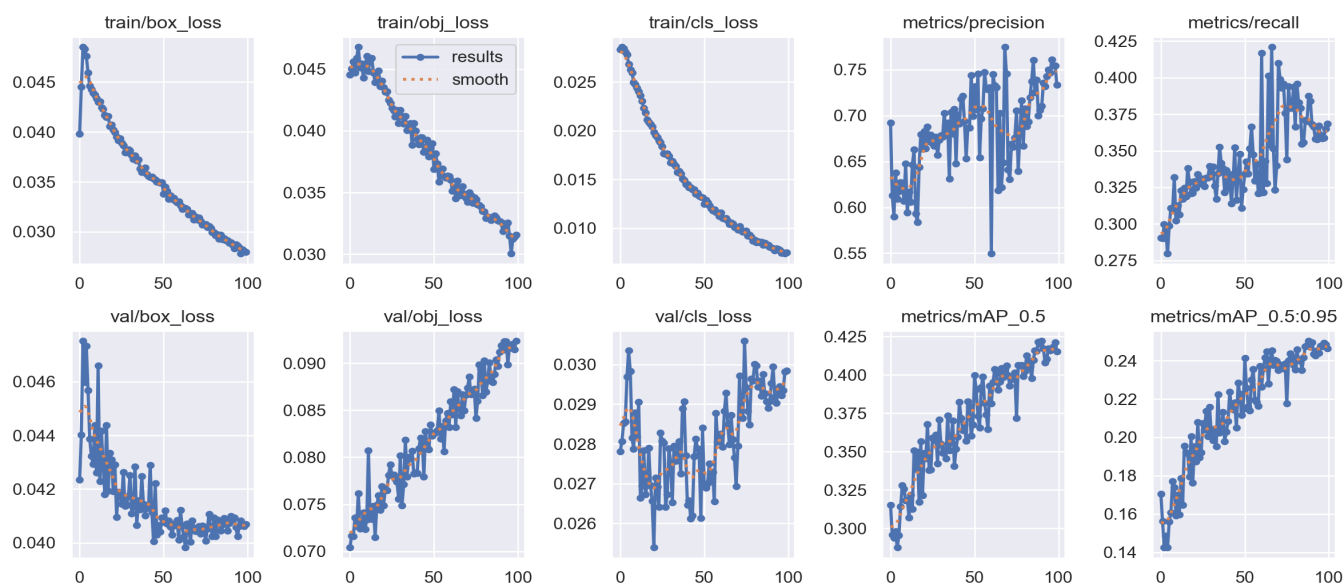 train/box_loss
train/obj_loss
train/cls_loss
metrics/precision
metrics/recall
results
smooth
0.045
0.040
0.035
0.030
0 50 100
0.045
0.040
0.035
0.030
0 50 100
0.025
0.020
0.015
0.010
0 50 100
0.75
0.70
0.65
0.60
0.55
0 50 100
0.425
0.400
0.375
0.350
0.325
0.300
0.275
0 50 100
val/box_loss
val/obj_loss
val/cls_loss
metrics/mAP_0.5
metrics/mAP_0.5:0.95
0.046
0.044
0.042
0.040
0 50 100
0.090
0.085
0.080
0.075
0.070
0 50 100
0.030
0.029
0.028
0.027
0.026
0 50 100
0.425
0.400
0.375
0.350
0.325
0.300
0 50 100
0.24
0.22
0.20
0.18
0.16
0.14
0 50 100